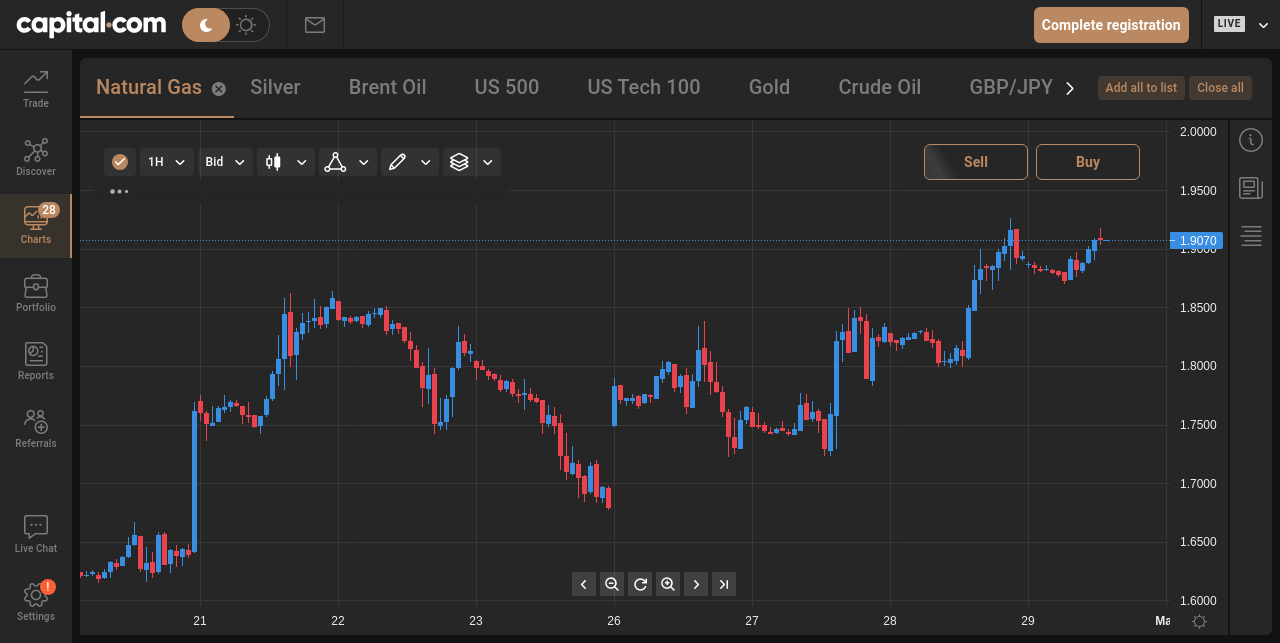 capital.com
Complete registration
LIVE
Trade
Discover
28
Charts
Portfolio
Reports
Referrals
Live Chat
!
Settings
Natural Gas
Silver
Brent Oil
US 500
US Tech 100
Gold
Crude Oil
GBP/JPY
Add all to list
Close all
1H
Bid
Sell
Buy
2.0000
1.9500
1.9070
1.9000
1.8500
1.8000
1.7500
1.7000
1.6500
1.6000
21
22
23
26
27
28
29
Ma